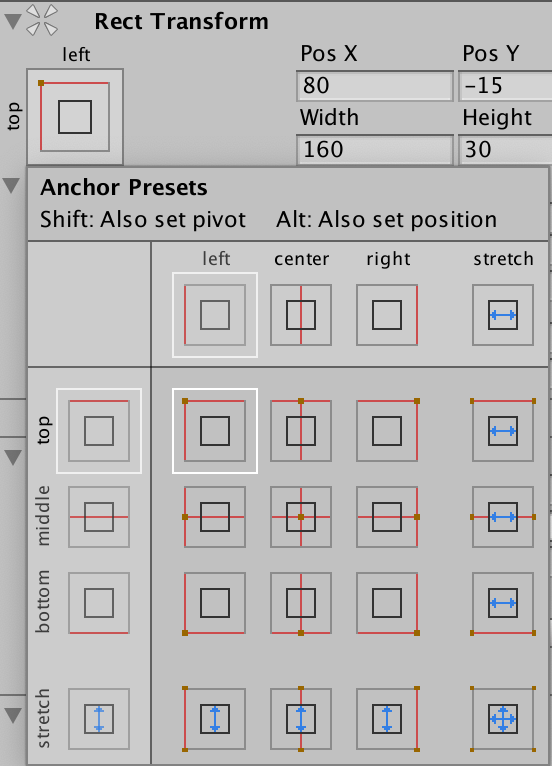 Rect Transform
left
Pos X
Pos Y
80
-15
top
Width
Height
160
30
Anchor Presets
Shift: Also set pivot Alt: Also set position
left center right stretch
top
middle
bottom
stretch